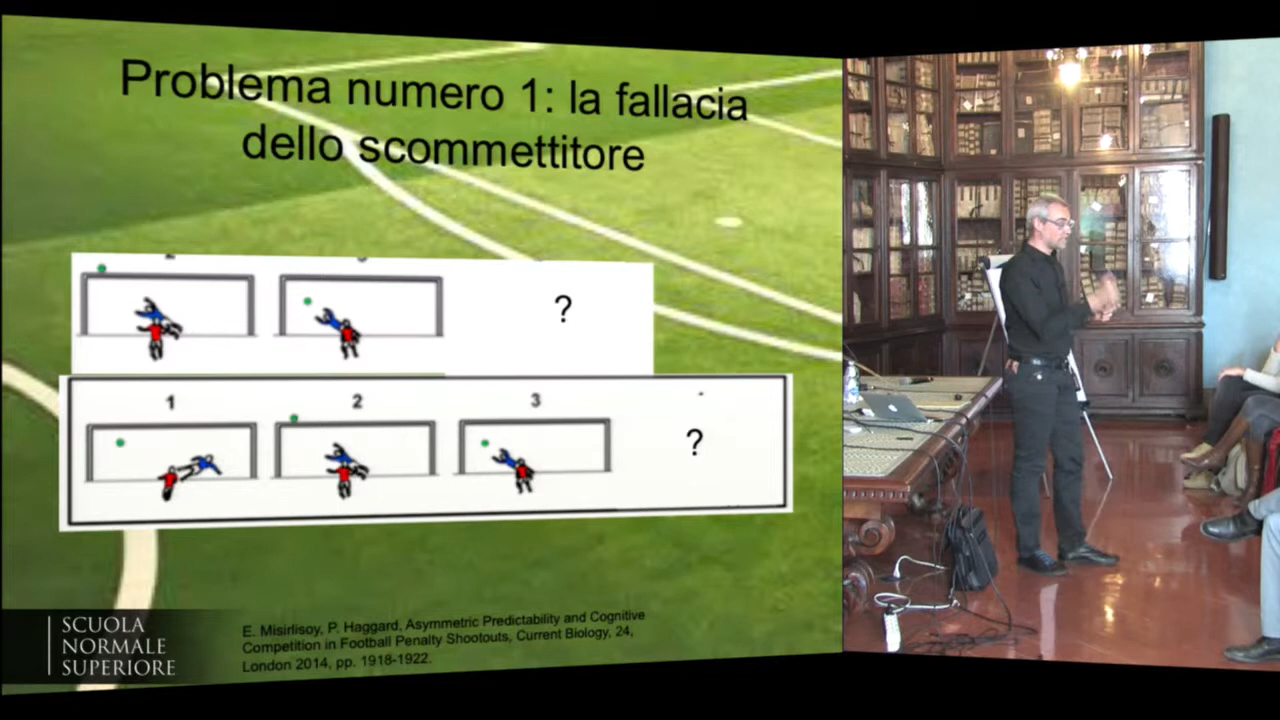 Problema numero 1: la fallacia
dello scommettitore
?
1 2 3
?
E. Misirlisoy, P. Haggard, Asymmetric Predictability and Cognitive
Competition in Football Penalty Shootouts, Current Biology, 24,
London 2014, pp. 1918-1922.
SCUOLA
NORMALE
SUPERIORE